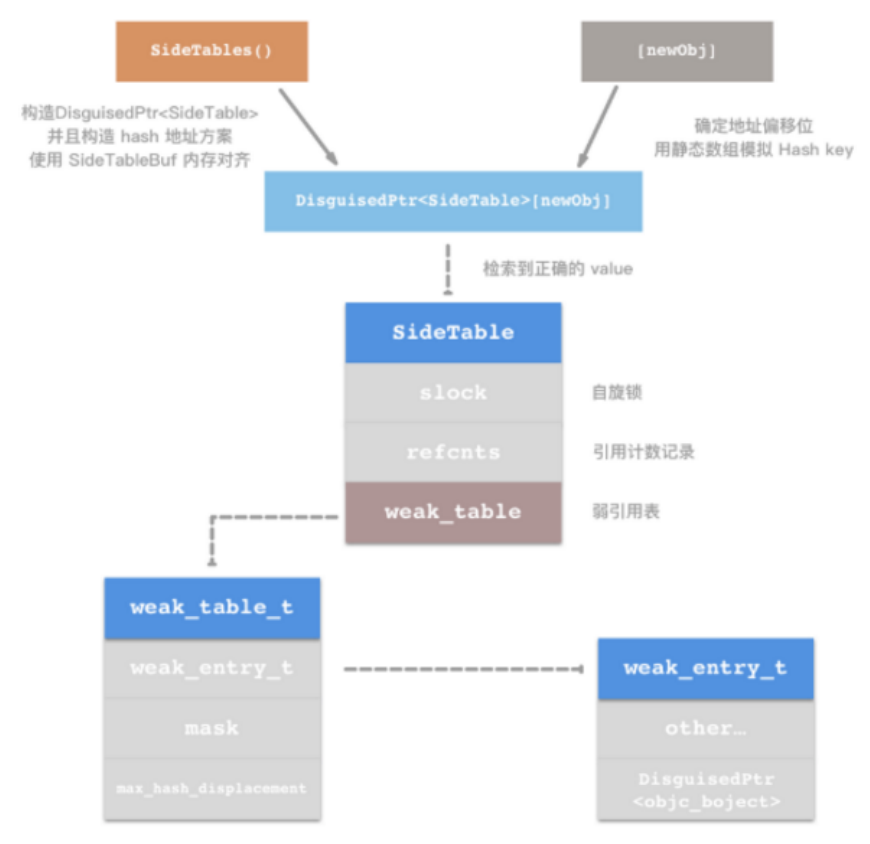 SideTables()
[newObj]
构造DisguisedPtr<SideTable>
并且构造 hash 地址方案
使用 SideTableBuf 内存对齐
确定地址偏移位
用静态数组模拟 Hash key
DisguisedPtr<SideTable>[newObj]
检索到正确的 value
SideTable
slock
自旋锁
refcnts
引用计数记录
weak_table
弱引用表
weak_table_t
weak_entry_t
mask
max_hash_displacement
weak_entry_t
other…
DisguisedPtr
<objc_boject>